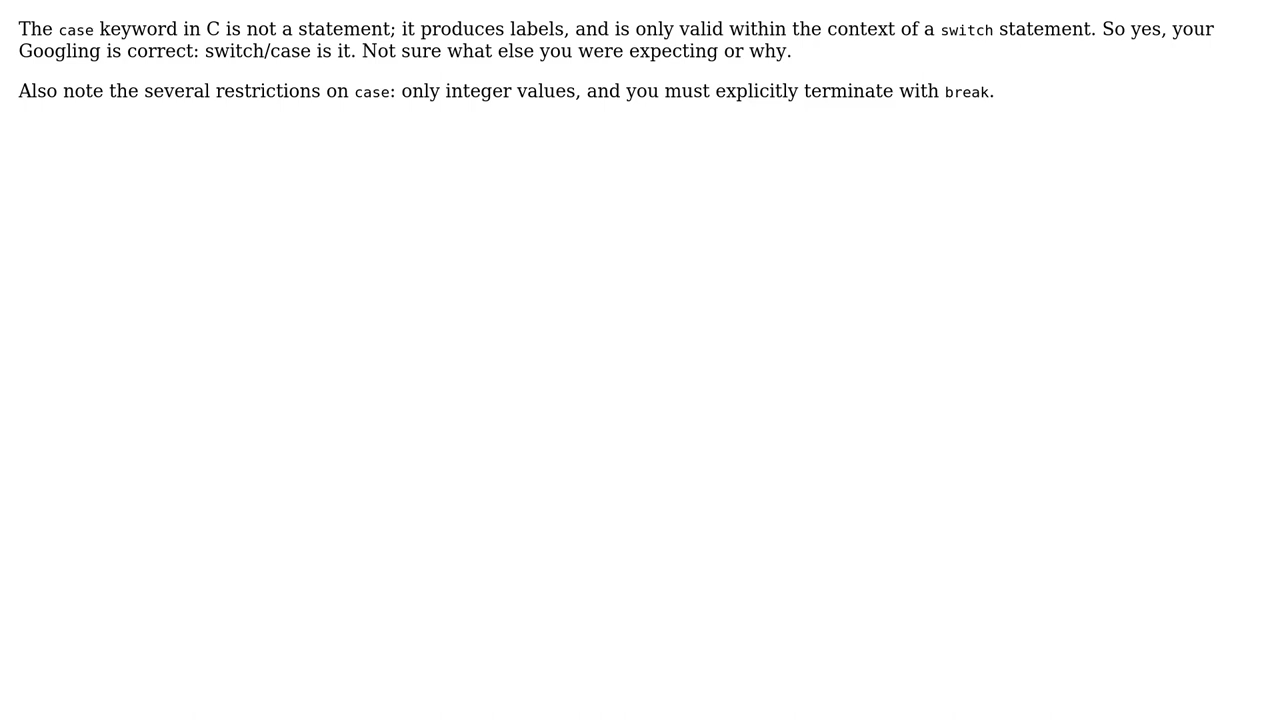 The case keyword in C is not a statement; it produces labels, and is only valid within the context of a switch statement. So yes, your
Googling is correct: switch/case is it. Not sure what else you were expecting or why.
Also note the several restrictions on case: only integer values, and you must explicitly terminate with break.